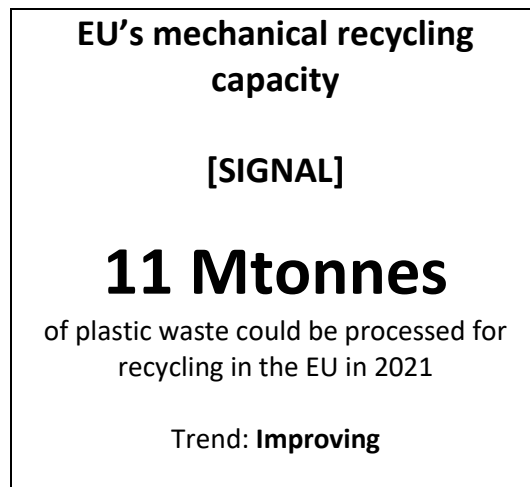 EU’s mechanical recycling
capacity
[SIGNAL]
11 Mtonnes
of plastic waste could be processed for
recycling in the EU in 2021
Trend: Improving